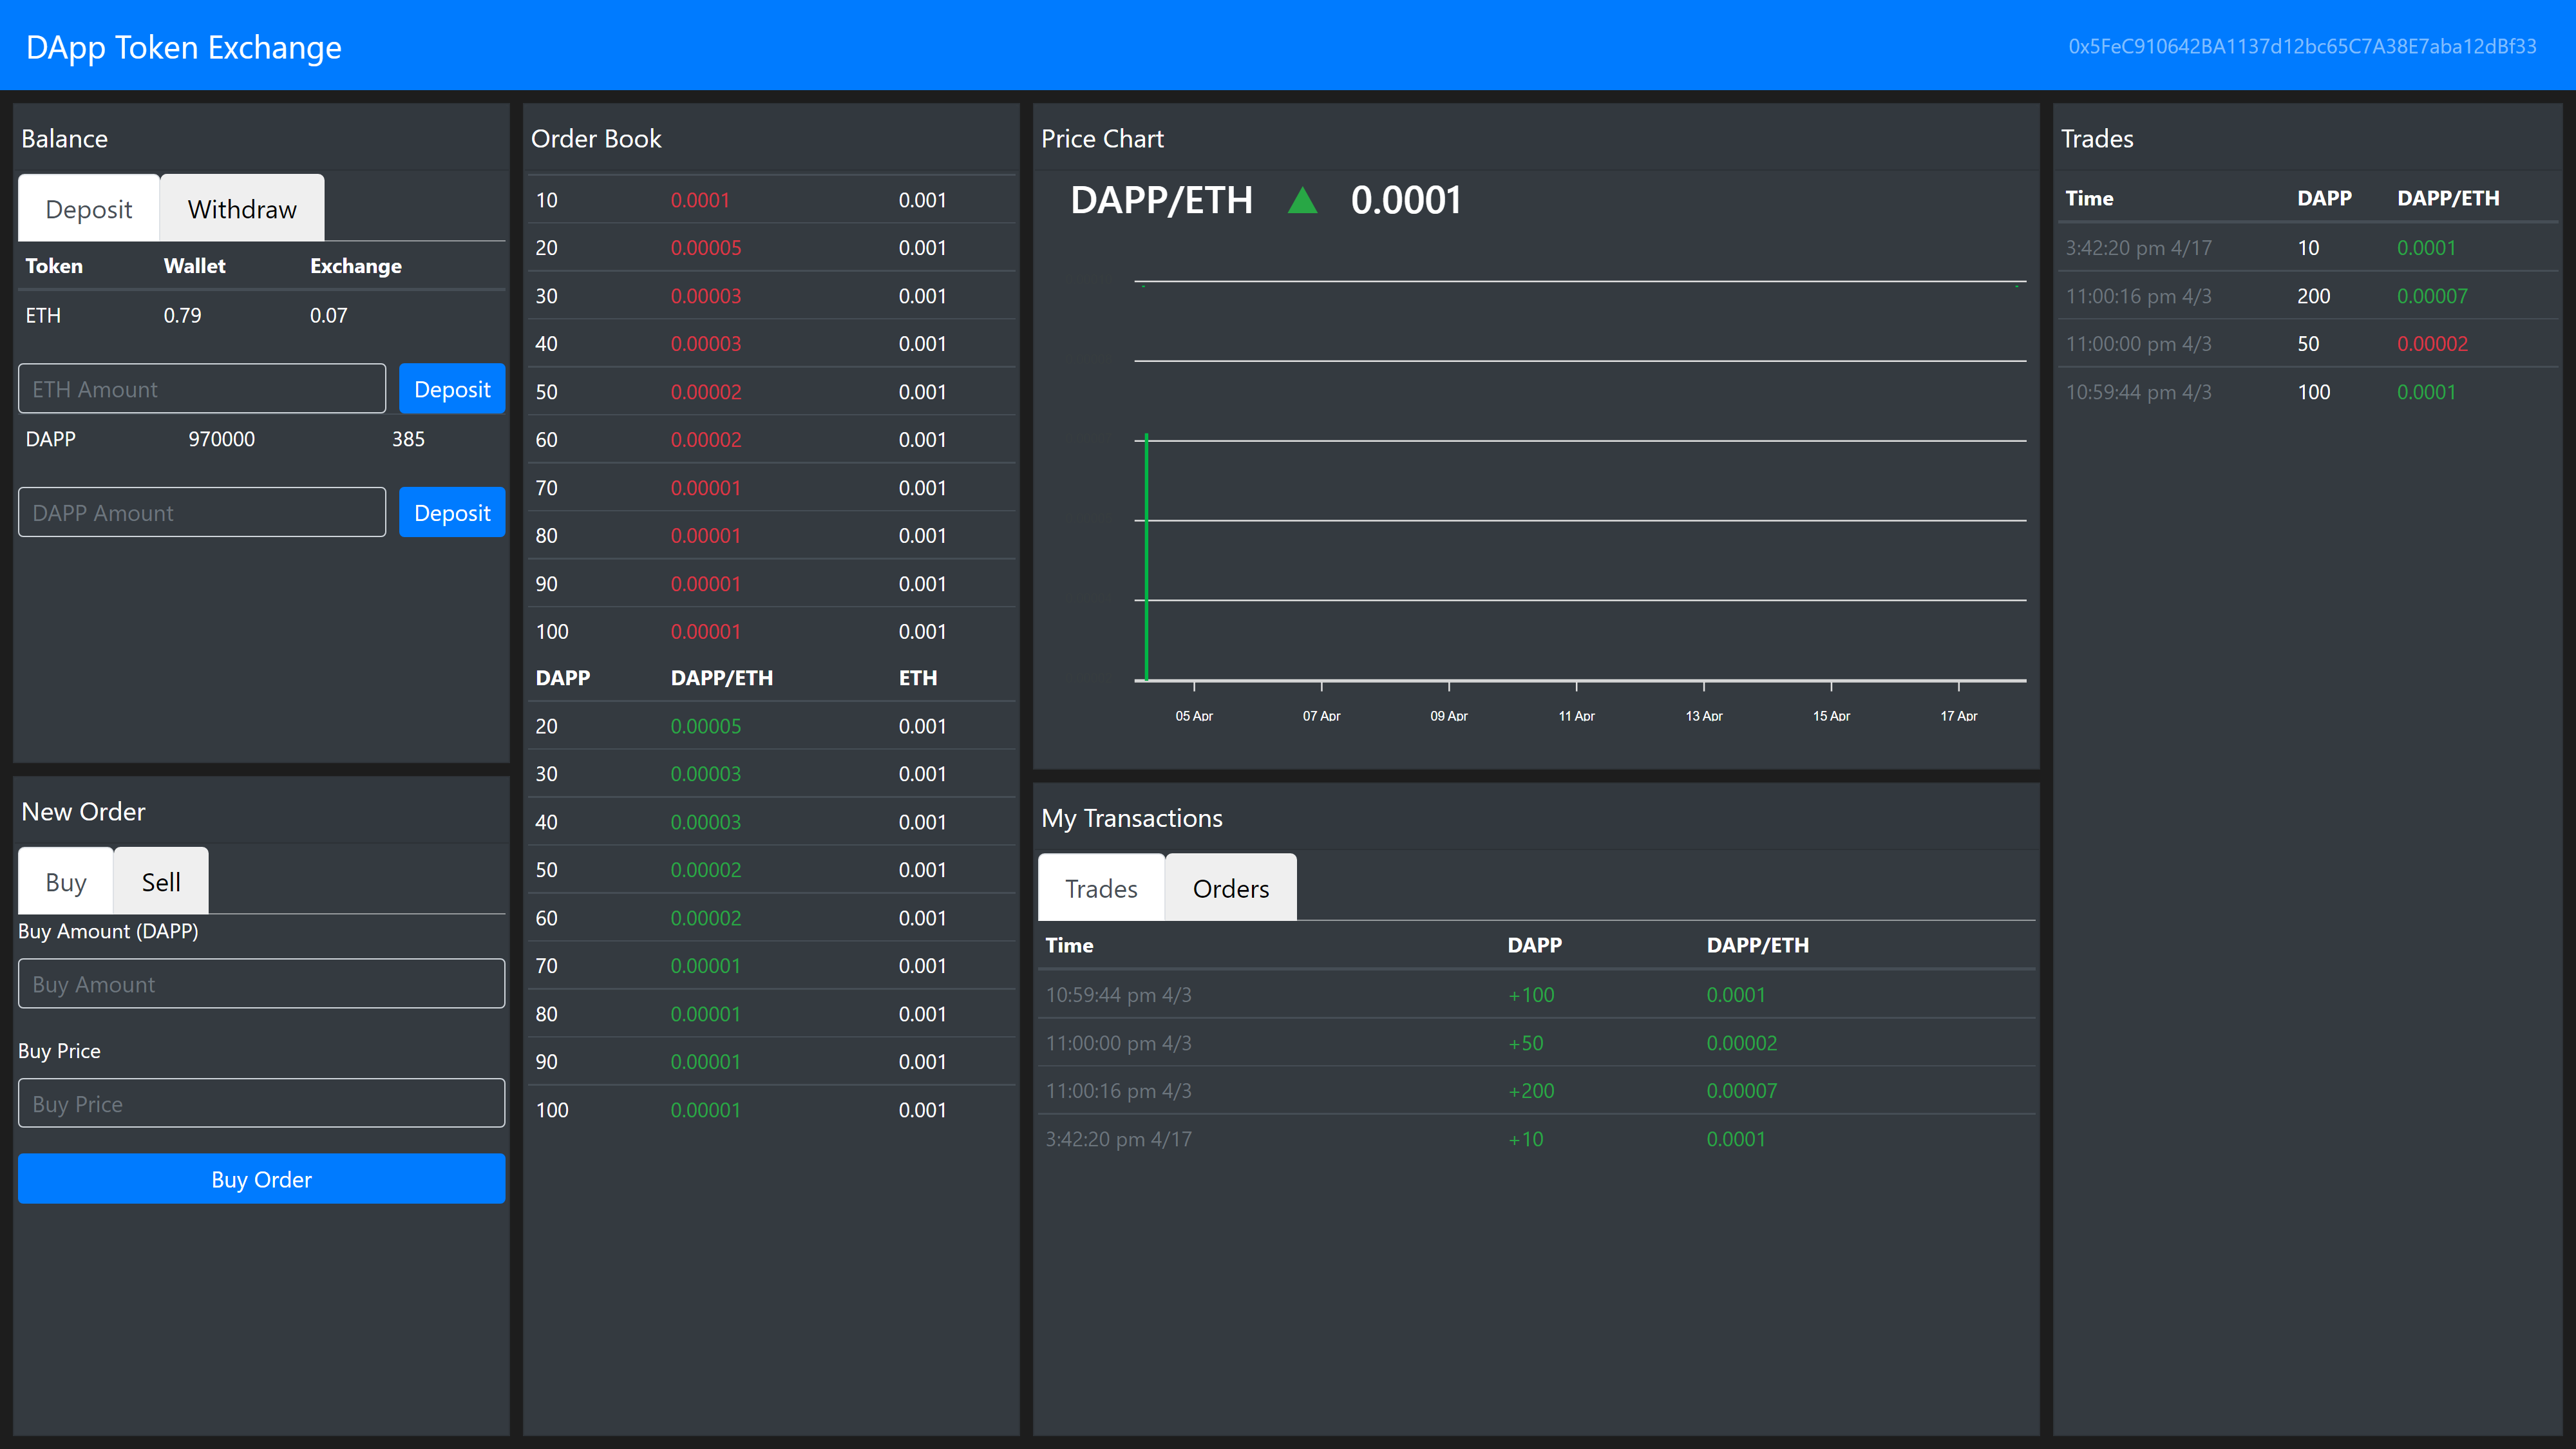 DApp Token Exchange
0x5FeC910642BA1137d12bc65C7A38E7aba12dBf33
Balance
Deposit Withdraw
Token Wallet Exchange
ETH 0.79 0.07
ETH Amount Deposit
DAPP 970000 385
DAPP Amount Deposit
New Order
Buy Sell
Buy Amount (DAPP)
Buy Amount
Buy Price
Buy Price
Buy Order
Order Book
10 0.0001 0.001
20 0.00005 0.001
30 0.00003 0.001
40 0.00003 0.001
50 0.00002 0.001
60 0.00002 0.001
70 0.00001 0.001
80 0.00001 0.001
90 0.00001 0.001
100 0.00001 0.001
DAPP DAPP/ETH ETH
20 0.00005 0.001
30 0.00003 0.001
40 0.00003 0.001
50 0.00002 0.001
60 0.00002 0.001
70 0.00001 0.001
80 0.00001 0.001
90 0.00001 0.001
100 0.00001 0.001
Price Chart
DAPP/ETH ▲ 0.0001
05 Apr 07 Apr 09 Apr 11 Apr 13 Apr 15 Apr 17 Apr
My Transactions
Trades Orders
Time DAPP DAPP/ETH
10:59:44 pm 4/3 +100 0.0001
11:00:00 pm 4/3 +50 0.00002
11:00:16 pm 4/3 +200 0.00007
3:42:20 pm 4/17 +10 0.0001
Trades
Time DAPP DAPP/ETH
3:42:20 pm 4/17 10 0.0001
11:00:16 pm 4/3 200 0.00007
11:00:00 pm 4/3 50 0.00002
10:59:44 pm 4/3 100 0.0001